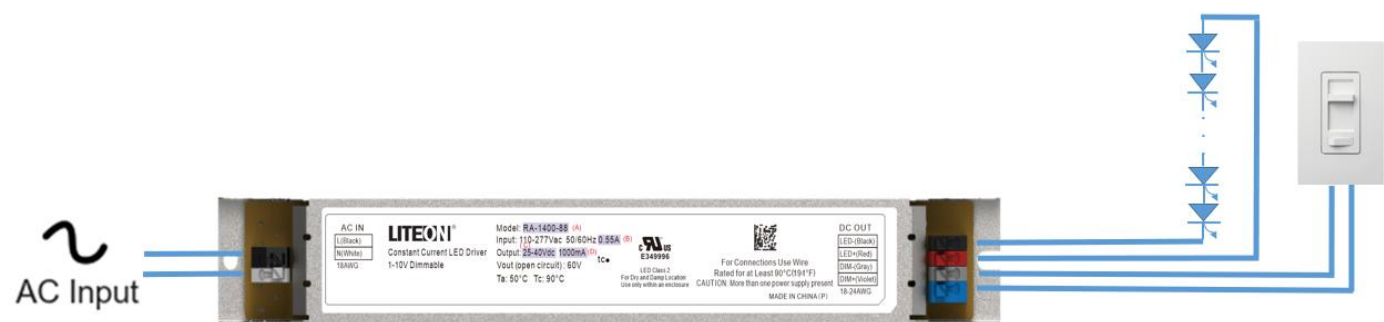 AC Input
AC IN
L(Black)
N(White)
18AWG
LITEON®
Constant Current LED Driver
1-10V Dimmable
Model: RA-1400-88 (A)
Input: 110-277Vac 50/60Hz 0.55A (B)
(C)
Output: 25-40Vdc 1000mA (D)
Vout (open circuit) : 60V
Ta: 50°C Tc: 90°C
tc
c RU US
E349996
LED Class 2
For Dry and Damp Location
Use only within an enclosure
For Connections Use Wire
Rated for at Least 90°C(194°F)
CAUTION: More than one power supply present
MADE IN CHINA(P)
DC OUT
LED-(Black)
LED+(Red)
DIM-(Gray)
DIM+(Violet)
18-24AWG